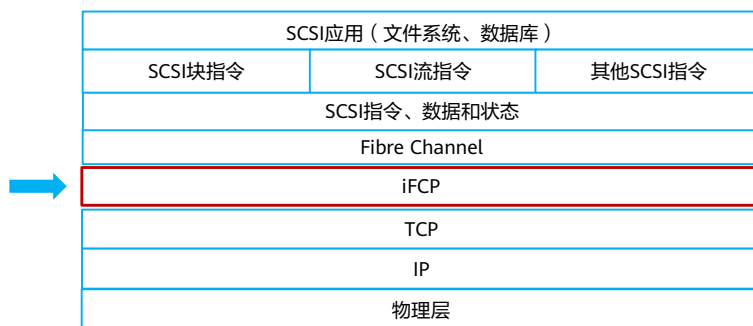 SCSI应用（文件系统、数据库）
SCSI块指令 SCSI流指令 其他SCSI指令
SCSI指令、数据和状态
Fibre Channel
iFCP
TCP
IP
物理层